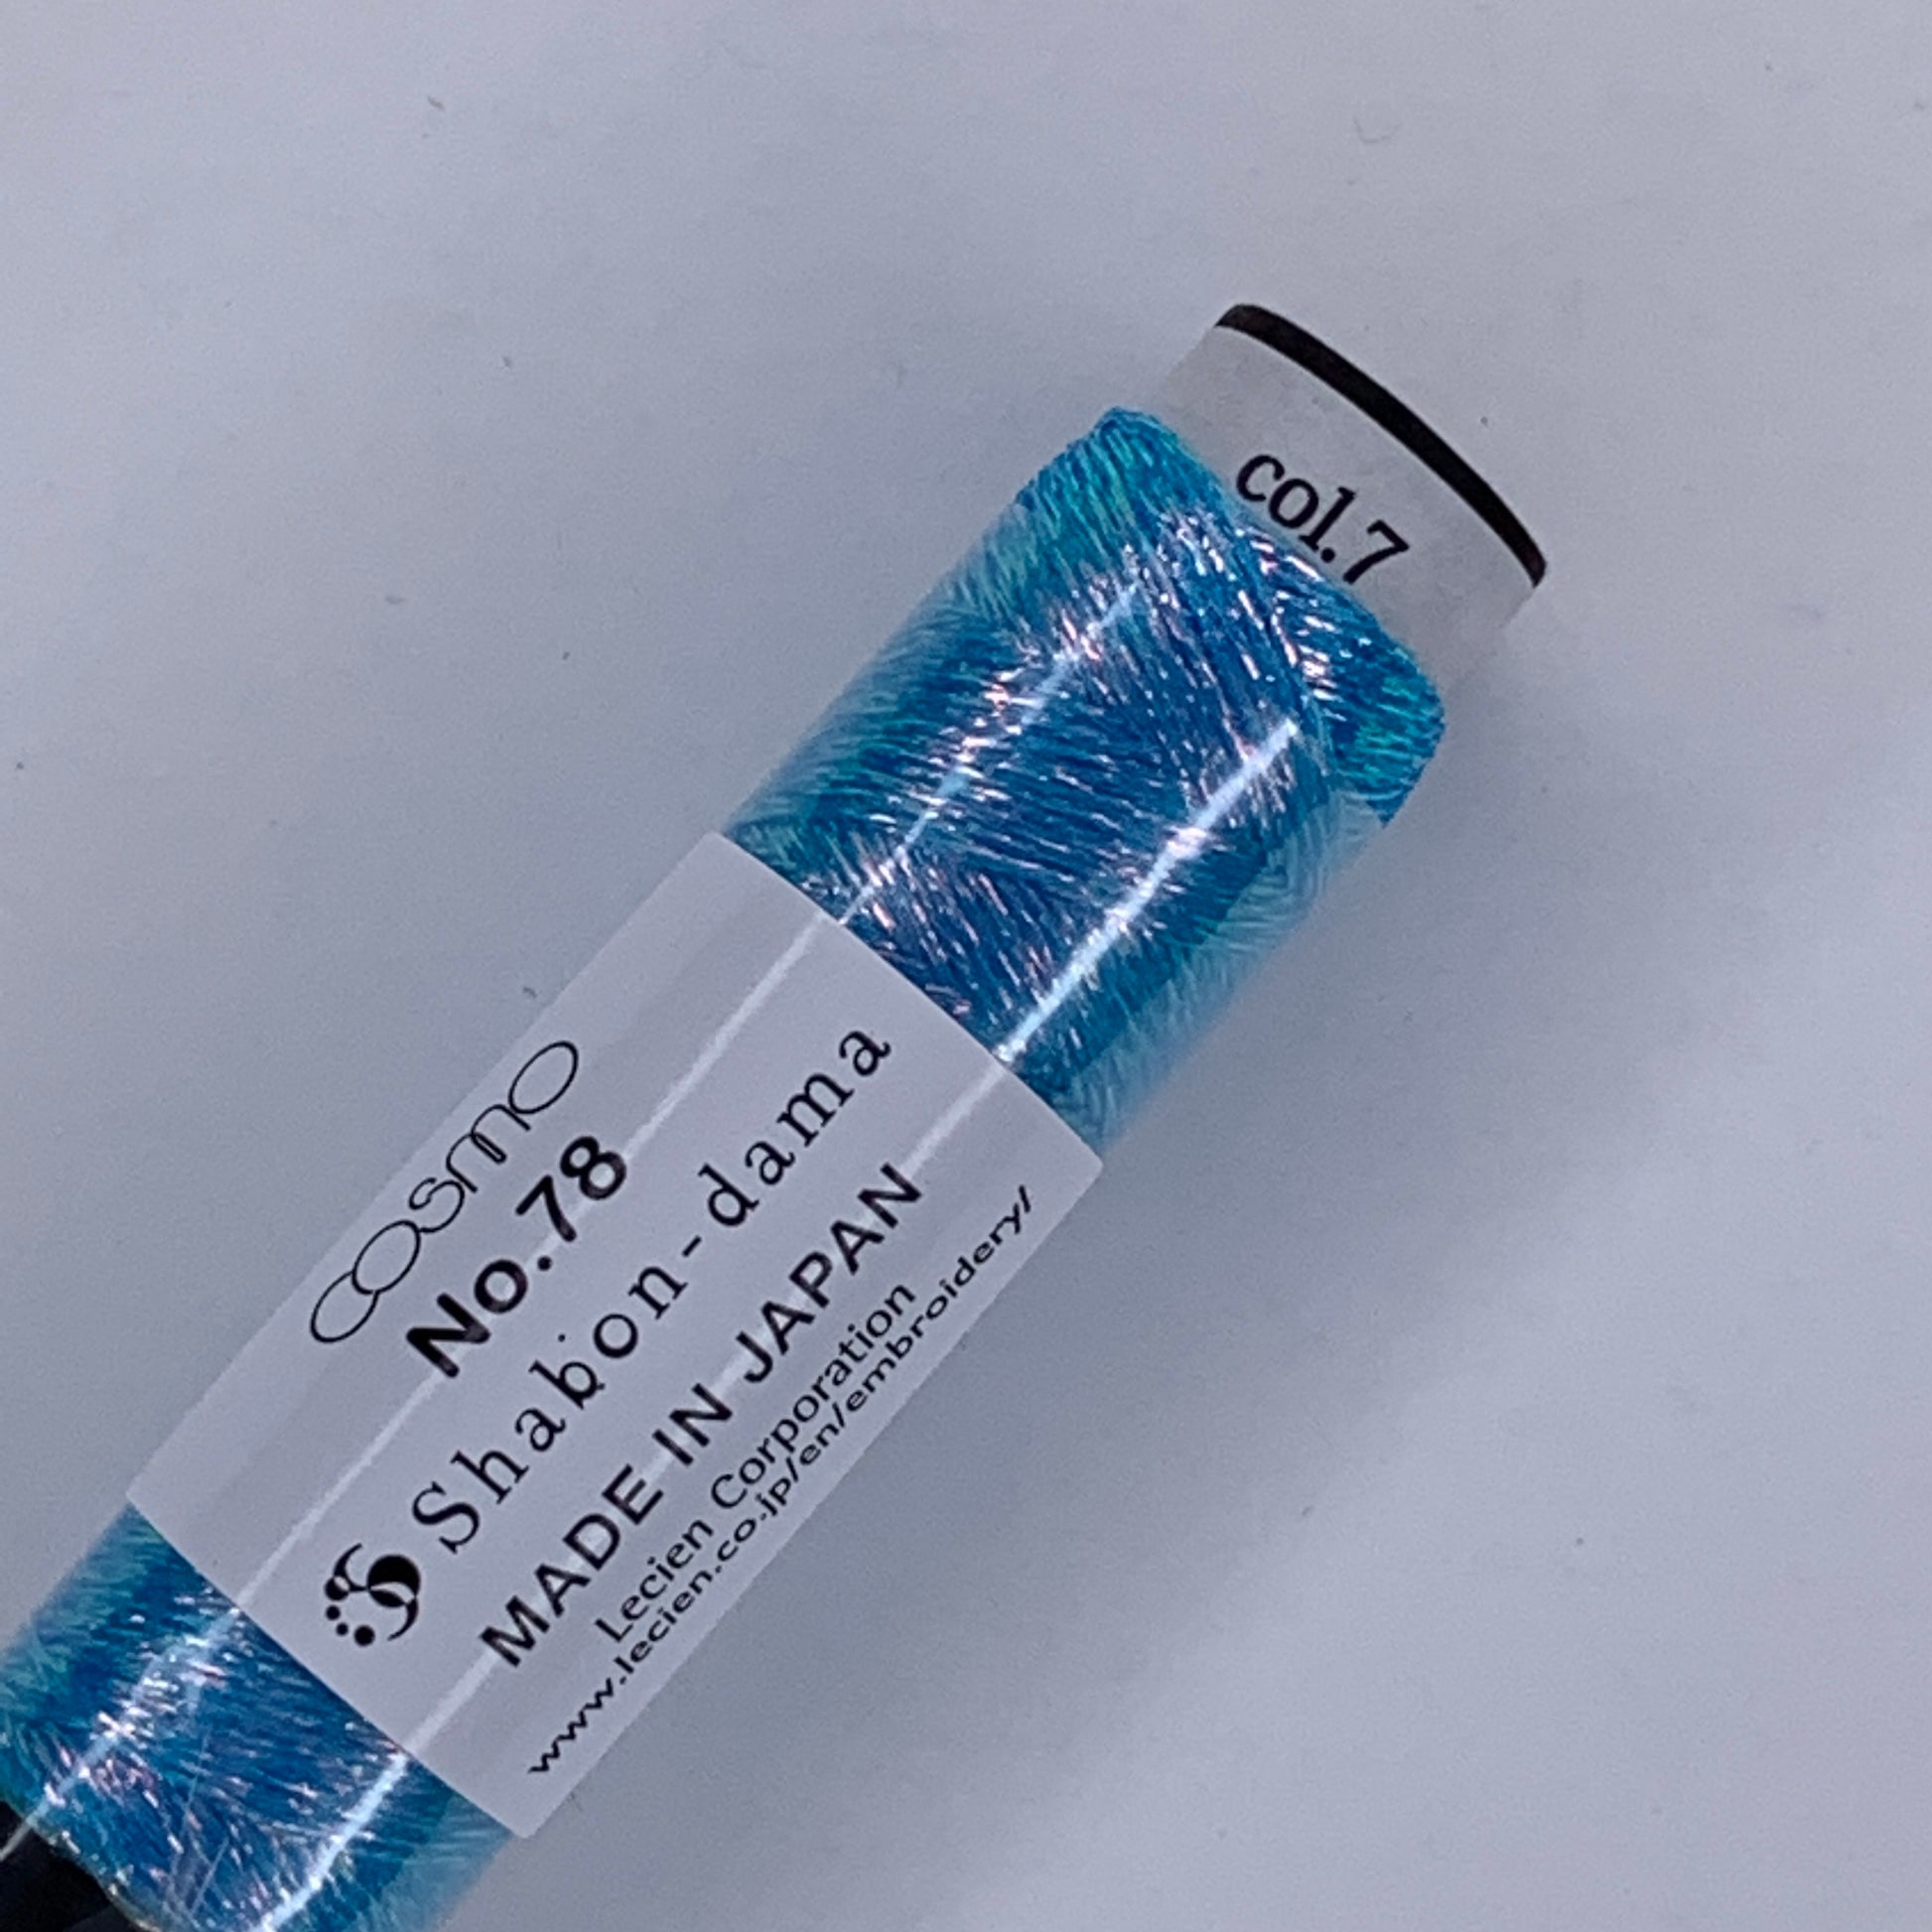 col.7
cosmo
No.78
Shabon-dama
MADE IN JAPAN
Lecien Corporation
www.lecien.co.jp/en/embroidery/